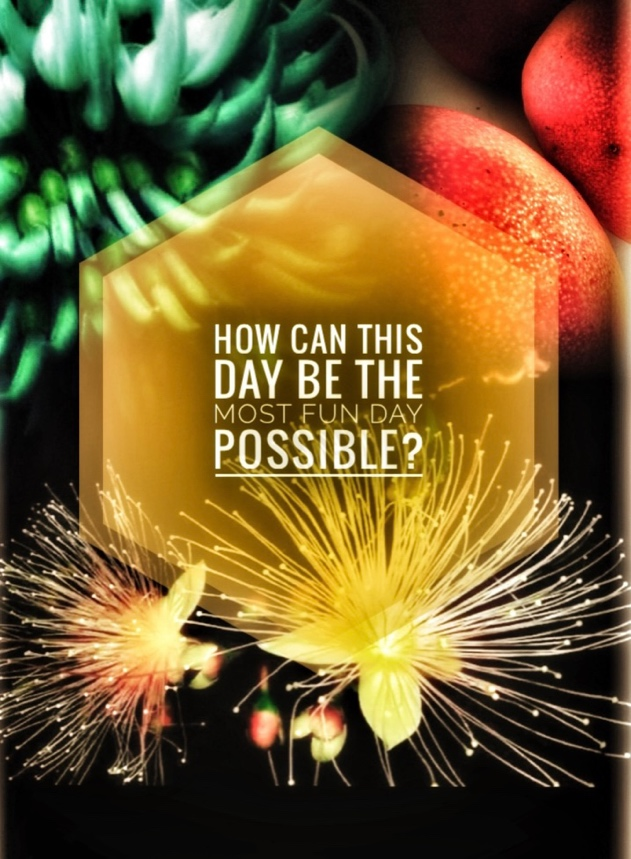 HOW CAN THIS
DAY BE THE
MOST FUN DAY
POSSIBLE?